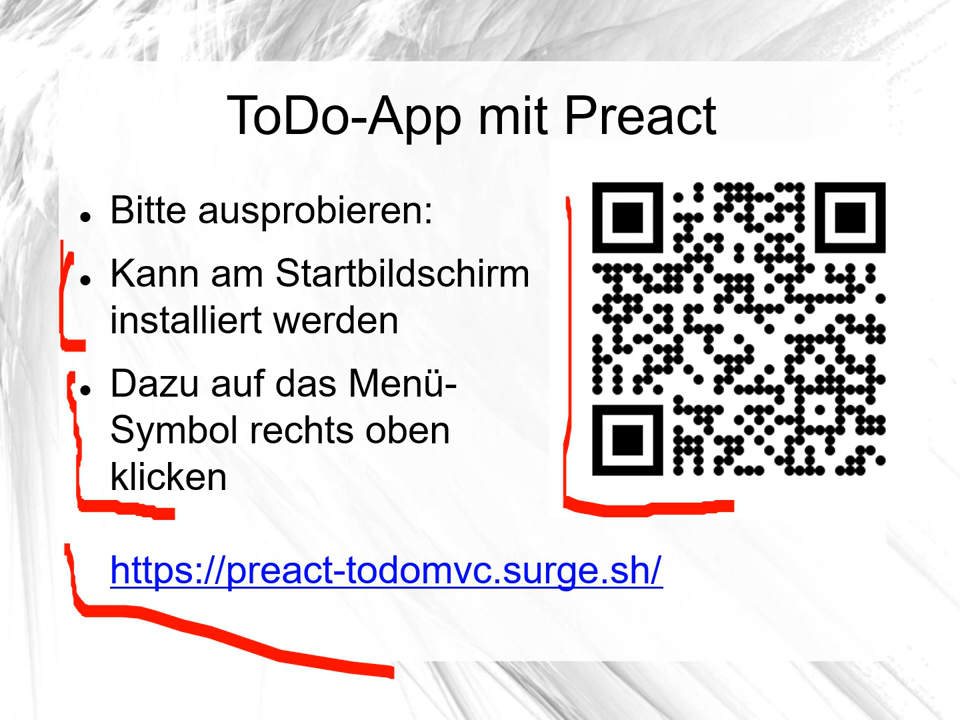 ToDo-App mit Preact
Bitte ausprobieren:
Kann am Startbildschirm
installiert werden
Dazu auf das Menü-
Symbol rechts oben
klicken
https://preact-todomvc.surge.sh/